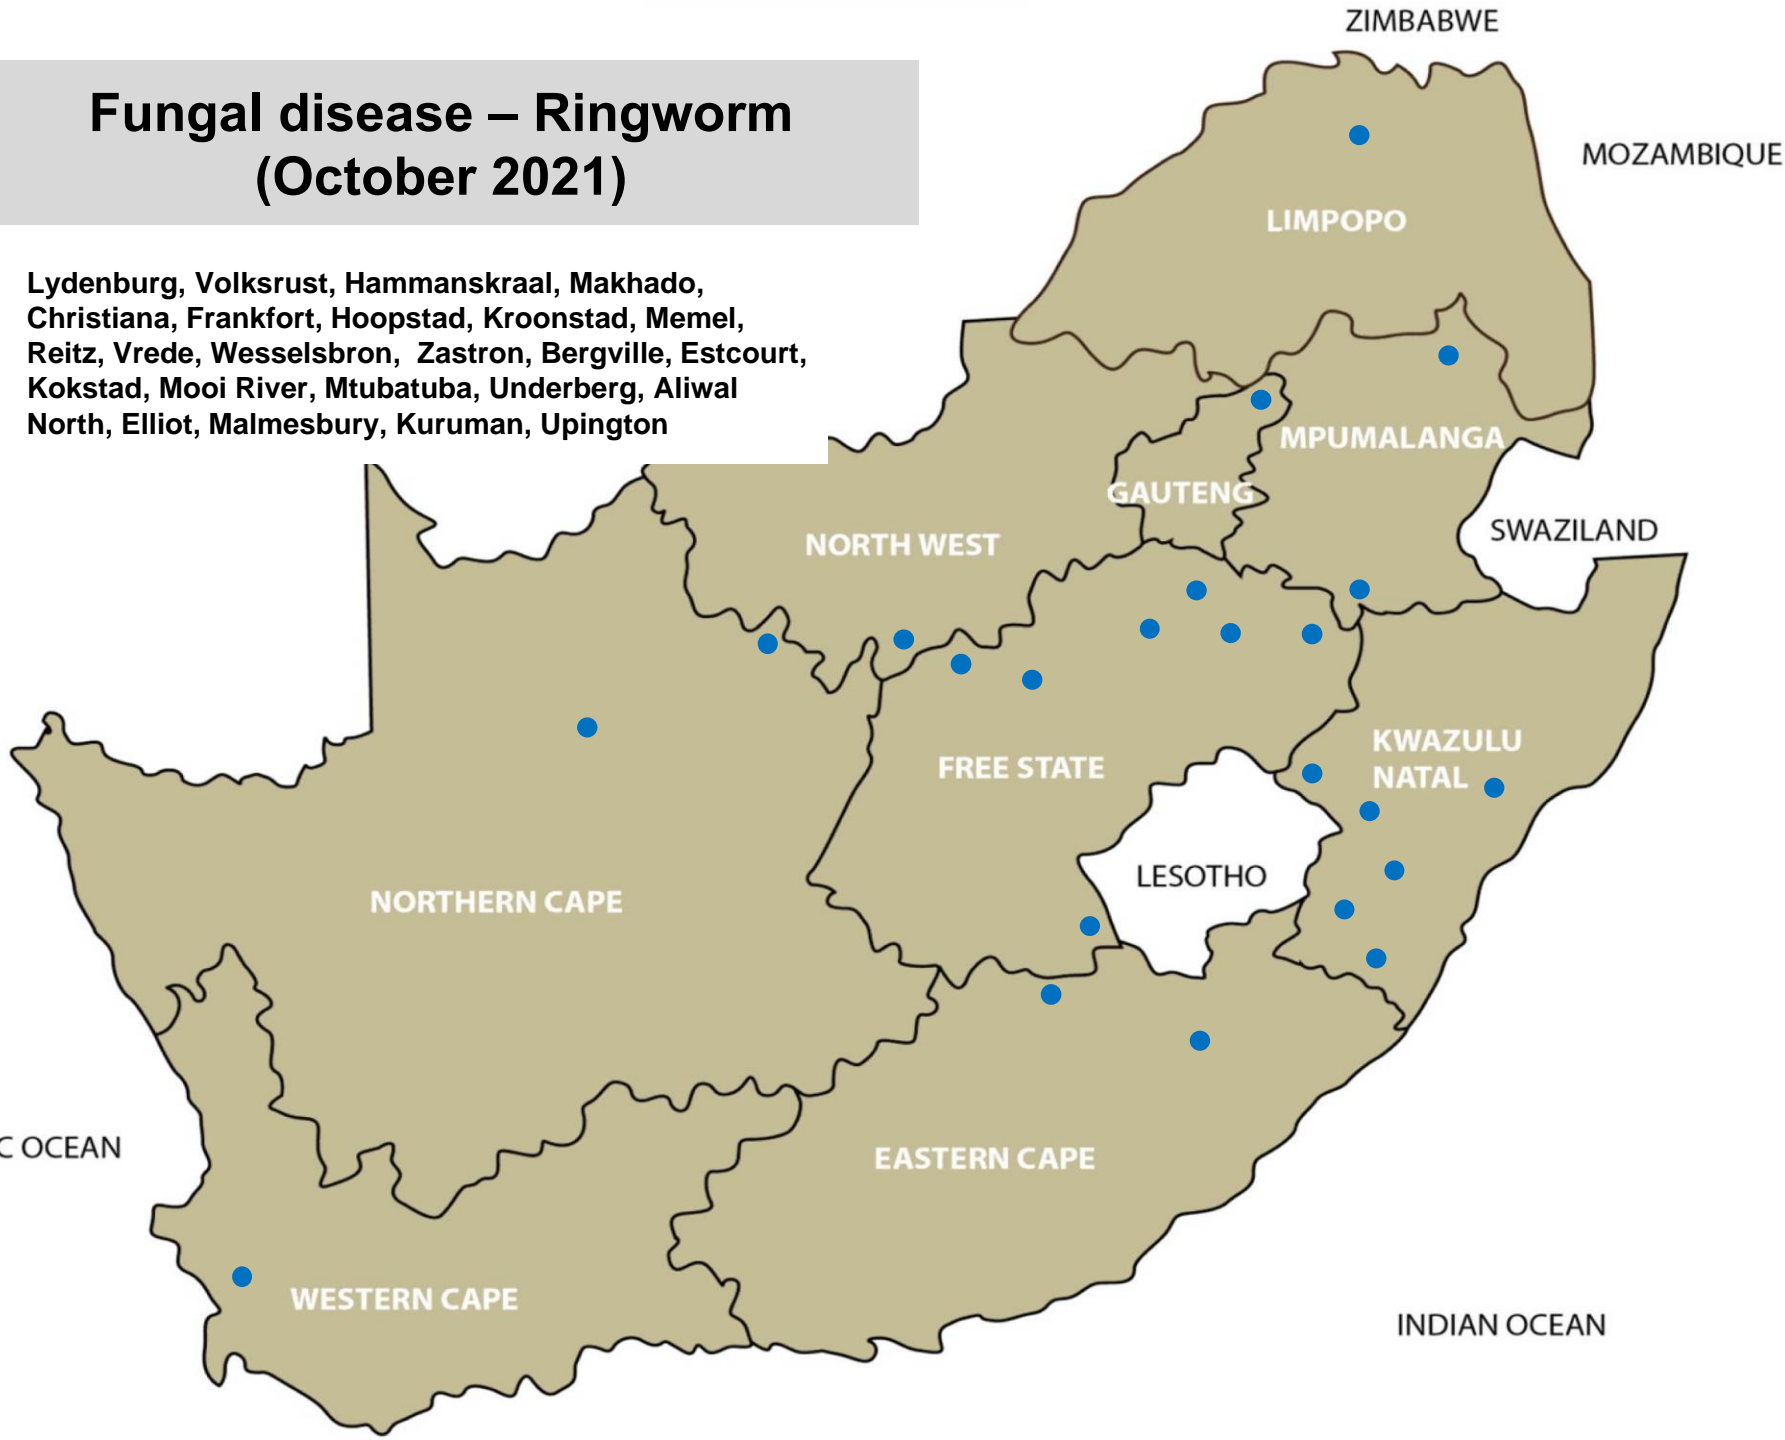 ZIMBABWE
Fungal disease – Ringworm
(October 2021)
MOZAMBIQUE
LIMPOPO
Lydenburg, Volksrust, Hammanskraal, Makhado,
Christiana, Frankfort, Hoopstad, Kroonstad, Memel,
Reitz, Vrede, Wesselsbron, Zastron, Bergville, Estcourt,
Kokstad, Mooi River, Mtubatuba, Underberg, Aliwal
North, Elliot, Malmesbury, Kuruman, Upington
MPUMALANGA
GAUTENG
SWAZILAND
NORTH WEST
KWAZULU
NATAL
FREE STATE
LESOTHO
NORTHERN CAPE
C OCEAN
EASTERN CAPE
WESTERN CAPE
INDIAN OCEAN